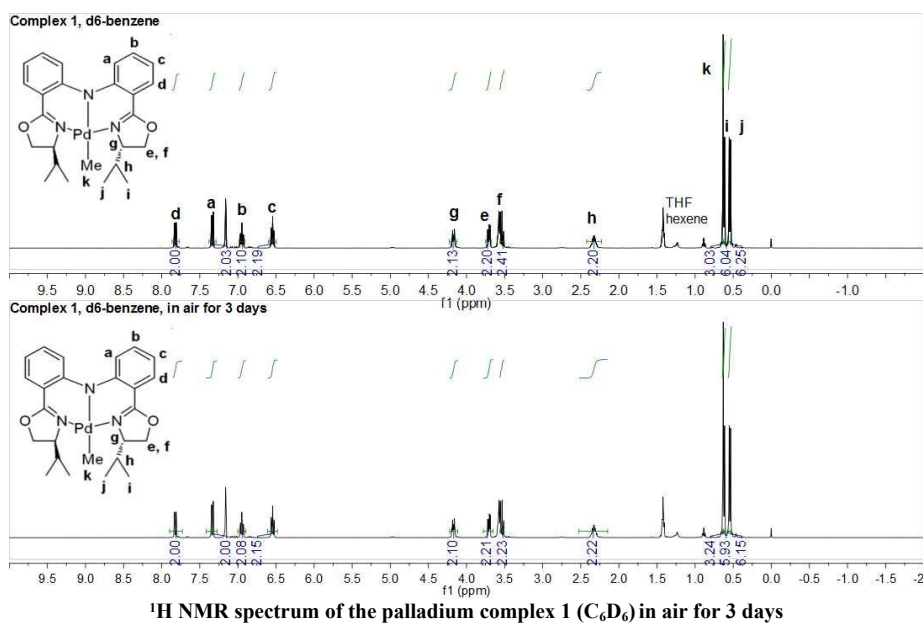 Complex 1, d6-benzene
b
a
c
d
N
O
N
Pd
N
O
Me
g
e, f
h
k
j
i
d
a
b
c
g
e
f
h
THF
hexene
k
i
j
2.00
2.03
2.10
2.19
2.13
2.20
2.41
2.20
3.03
6.04
6.25
9.5 9.0 8.5 8.0 7.5 7.0 6.5 6.0 5.5 5.0 4.5 4.0 3.5 3.0 2.5 2.0 1.5 1.0 0.5 0.0 -1.0
f1 (ppm)
Complex 1, d6-benzene, in air for 3 days
b
a
c
d
N
O
N
Pd
N
O
Me
g
e, f
h
k
j
i
2.00
2.00
2.08
2.15
2.10
2.21
2.23
2.22
3.24
5.93
6.15
9.5 9.0 8.5 8.0 7.5 7.0 6.5 6.0 5.5 5.0 4.5 4.0 3.5 3.0 2.5 2.0 1.5 1.0 0.5 0.0 -1.0
f1 (ppm)
¹H NMR spectrum of the palladium complex 1 (C₆D₆) in air for 3 days